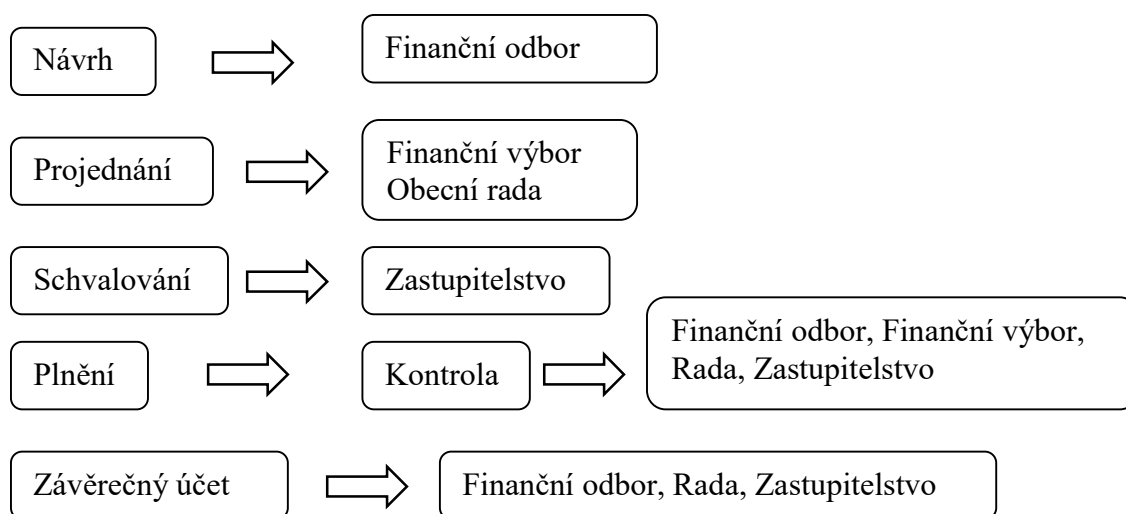 Návrh
Finanční odbor
Projednání
Finanční výbor
Obecní rada
Schvalování
Zastupitelstvo
Plnění
Kontrola
Finanční odbor, Finanční výbor,
Rada, Zastupitelstvo
Závěrečný účet
Finanční odbor, Rada, Zastupitelstvo